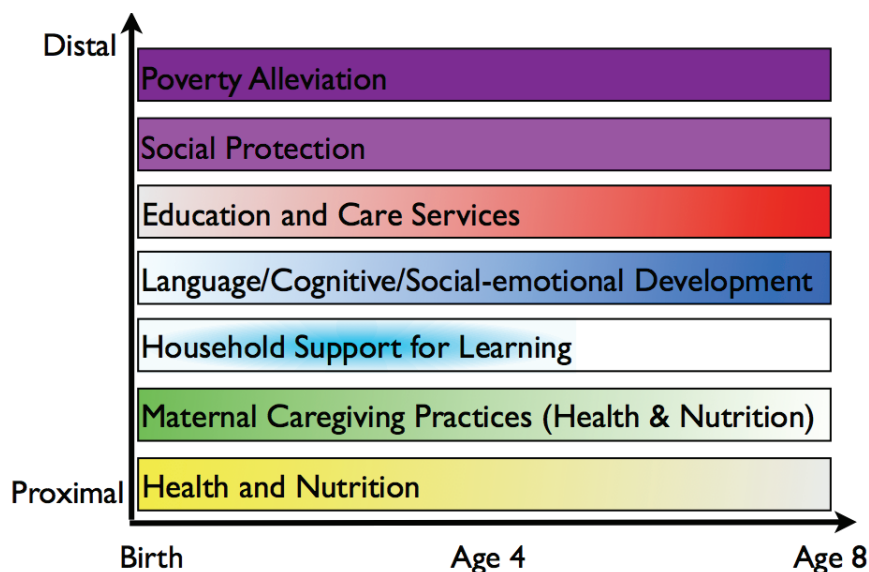 Distal
Poverty Alleviation
Social Protection
Education and Care Services
Language/Cognitive/Social-emotional Development
Household Support for Learning
Maternal Caregiving Practices (Health & Nutrition)
Proximal
Health and Nutrition
Birth Age 4 Age 8